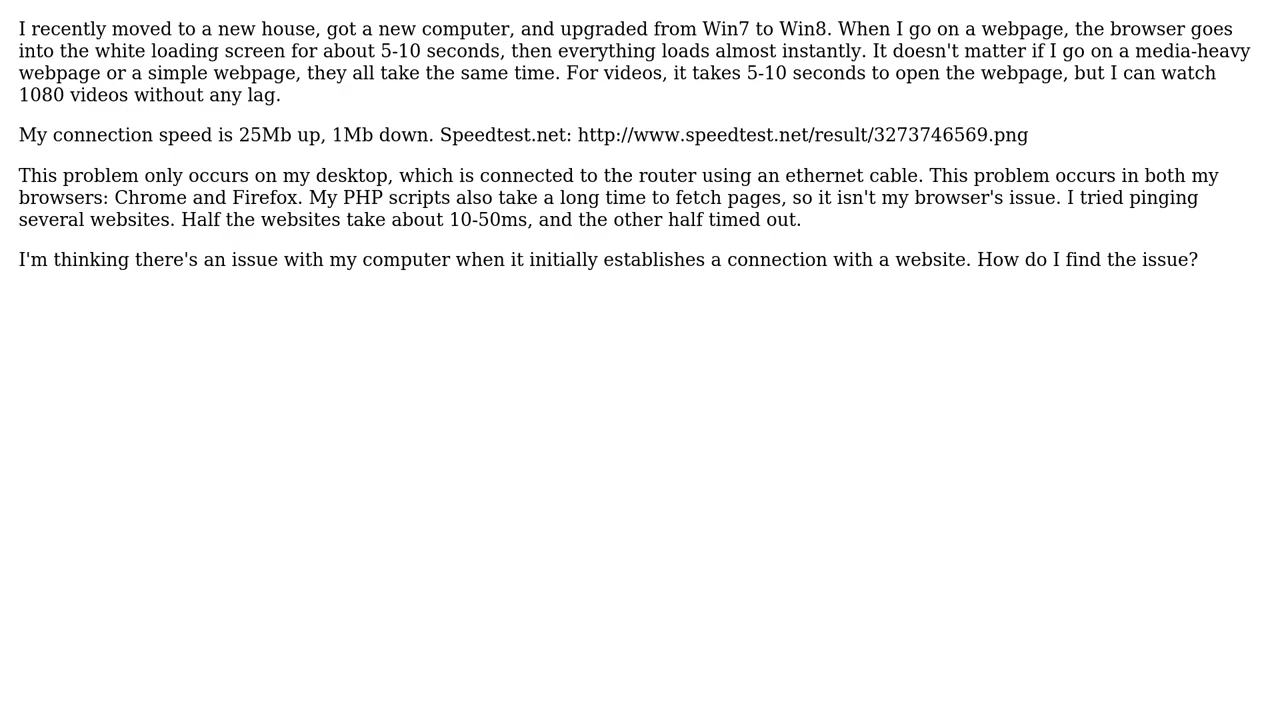 I recently moved to a new house, got a new computer, and upgraded from Win7 to Win8. When I go on a webpage, the browser goes
into the white loading screen for about 5-10 seconds, then everything loads almost instantly. It doesn't matter if I go on a media-heavy
webpage or a simple webpage, they all take the same time. For videos, it takes 5-10 seconds to open the webpage, but I can watch
1080 videos without any lag.
My connection speed is 25Mb up, 1Mb down. Speedtest.net: http://www.speedtest.net/result/3273746569.png
This problem only occurs on my desktop, which is connected to the router using an ethernet cable. This problem occurs in both my
browsers: Chrome and Firefox. My PHP scripts also take a long time to fetch pages, so it isn't my browser's issue. I tried pinging
several websites. Half the websites take about 10-50ms, and the other half timed out.
I'm thinking there's an issue with my computer when it initially establishes a connection with a website. How do I find the issue?